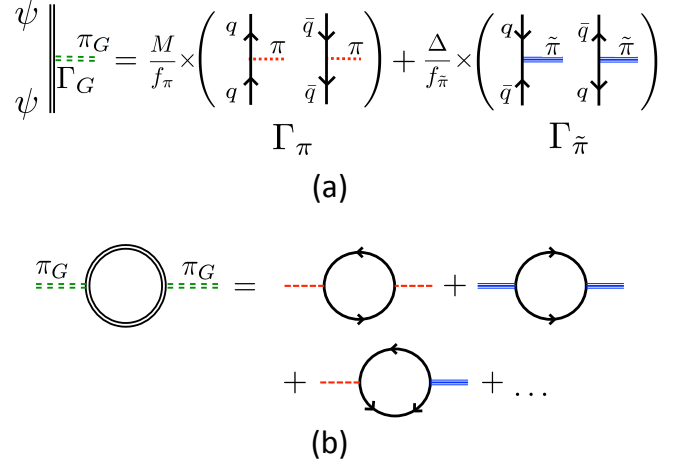 ψ π_G ψ Γ_G = M/f_π × ( q π q q̄ π q̄ ) + Δ/f_π̃ × ( q π̃ q̄ q̄ π̃ q )
Γ_π Γ_π̃
(a)
π_G π_G = +
+ + ...
(b)